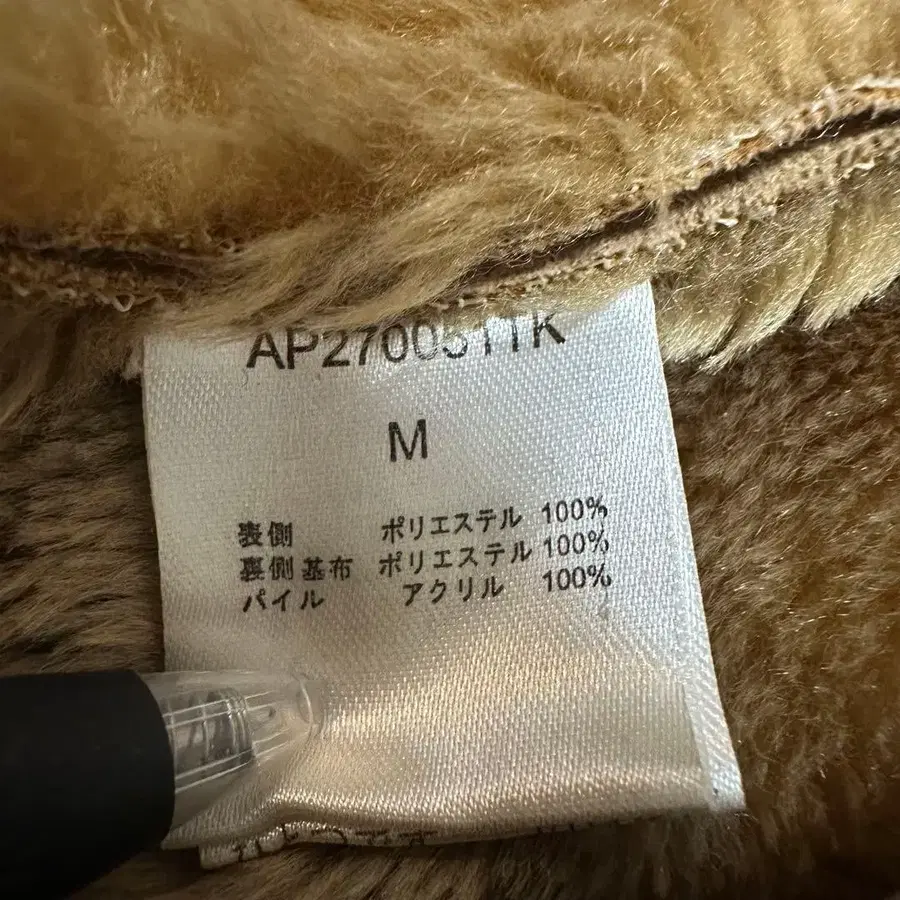 AP2700511K
M
表側 ポリエステル 100%
裏側基布 ポリエステル 100%
パイル アクリル 100%